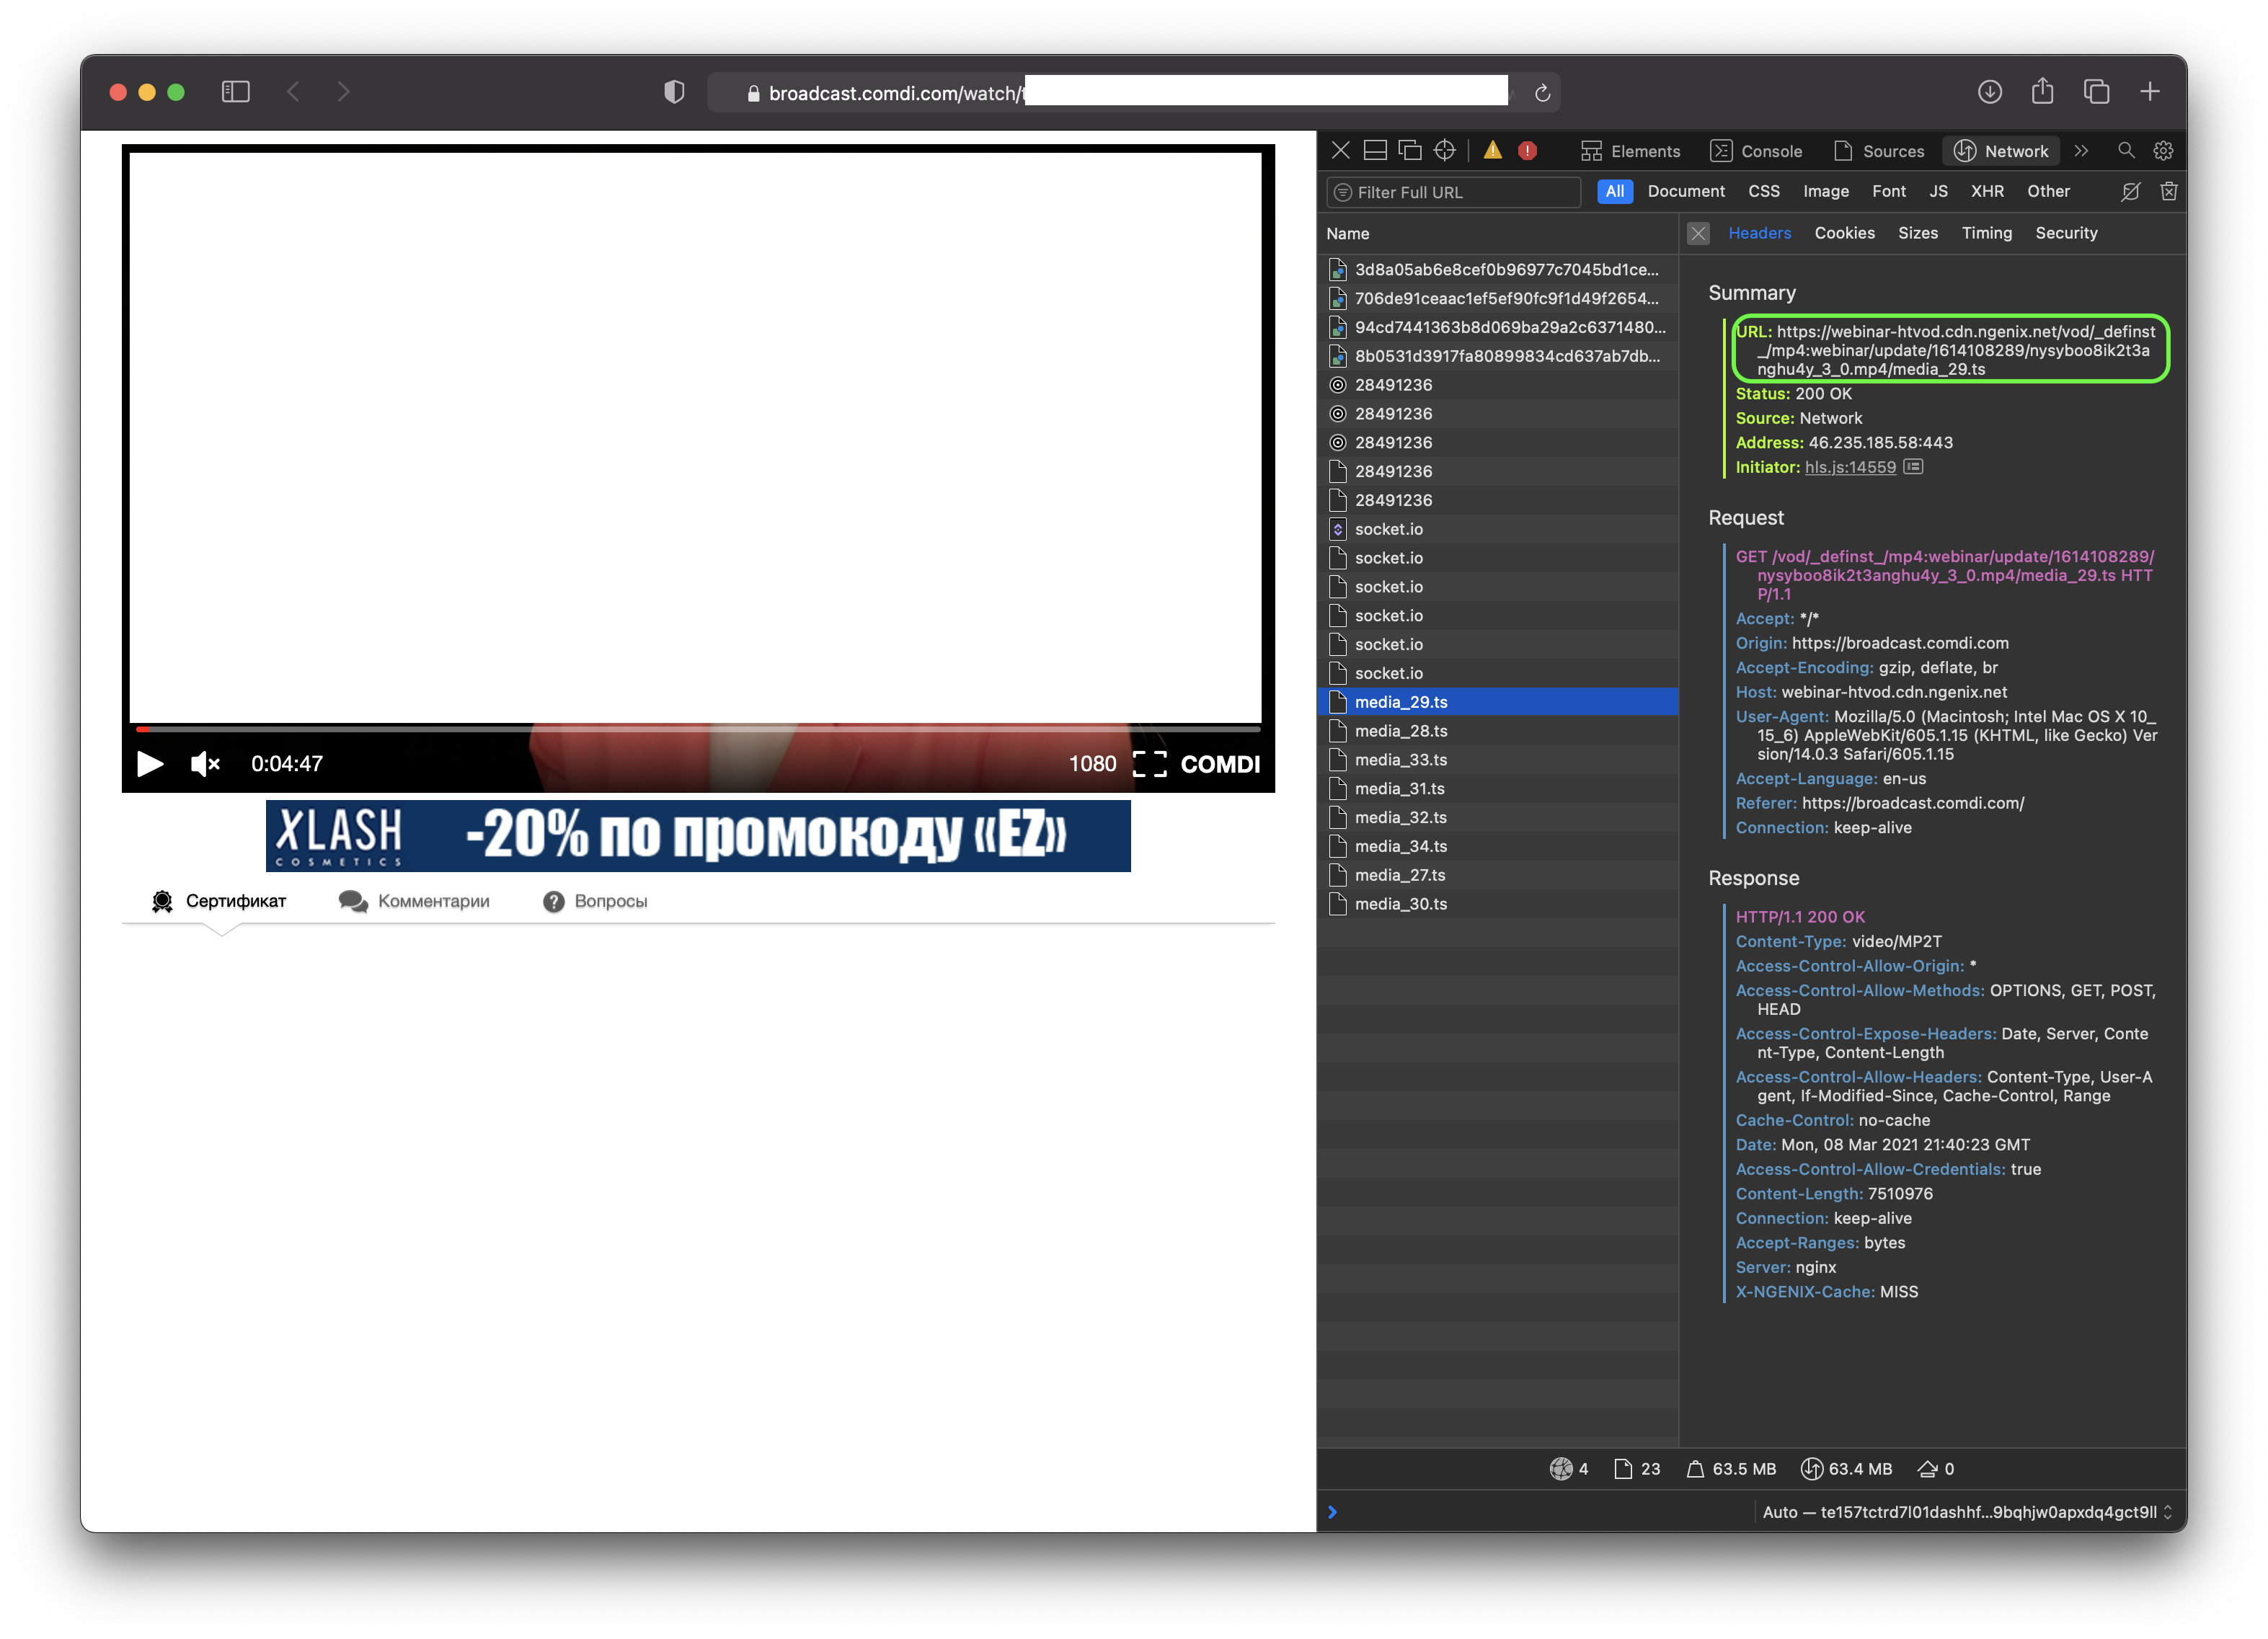 broadcast.comdi.com/watch/t
Elements
Console
Sources
Network
Filter Full URL
All
Document
CSS
Image
Font
JS
XHR
Other
Name
Headers
Cookies
Sizes
Timing
Security
3d8a05ab6e8cef0b96977c7045bd1ce...
706de91ceaac1ef5ef90fc9f1d49f2654...
94cd7441363b8d069ba29a2c6371480...
8b0531d3917fa80899834cd637ab7db...
28491236
28491236
28491236
28491236
28491236
socket.io
socket.io
socket.io
socket.io
socket.io
socket.io
media_29.ts
media_28.ts
media_33.ts
media_31.ts
media_32.ts
media_34.ts
media_27.ts
media_30.ts
Summary
URL: https://webinar-htvod.cdn.ngenix.net/vod/_definst
_/mp4:webinar/update/1614108289/nysyboo8ik2t3a
nghu4y_3_0.mp4/media_29.ts
Status: 200 OK
Source: Network
Address: 46.235.185.58:443
Initiator: hls.js:14559
Request
GET /vod/_definst_/mp4:webinar/update/1614108289/
nysyboo8ik2t3anghu4y_3_0.mp4/media_29.ts HTT
P/1.1
Accept: */*
Origin: https://broadcast.comdi.com
Accept-Encoding: gzip, deflate, br
Host: webinar-htvod.cdn.ngenix.net
User-Agent: Mozilla/5.0 (Macintosh; Intel Mac OS X 10_
15_6) AppleWebKit/605.1.15 (KHTML, like Gecko) Ver
sion/14.0.3 Safari/605.1.15
Accept-Language: en-us
Referer: https://broadcast.comdi.com/
Connection: keep-alive
Response
HTTP/1.1 200 OK
Content-Type: video/MP2T
Access-Control-Allow-Origin: *
Access-Control-Allow-Methods: OPTIONS, GET, POST,
HEAD
Access-Control-Expose-Headers: Date, Server, Conte
nt-Type, Content-Length
Access-Control-Allow-Headers: Content-Type, User-A
gent, If-Modified-Since, Cache-Control, Range
Cache-Control: no-cache
Date: Mon, 08 Mar 2021 21:40:23 GMT
Access-Control-Allow-Credentials: true
Content-Length: 7510976
Connection: keep-alive
Accept-Ranges: bytes
Server: nginx
X-NGENIX-Cache: MISS
4
23
63.5 MB
63.4 MB
0
Auto — te157tctrd7l01dashhf...9bqhjw0apxdq4gct9ll
0:04:47
1080
COMDI
XLASH
COSMETICS
-20% по промокоду «EZ»
Сертификат
Комментарии
Вопросы